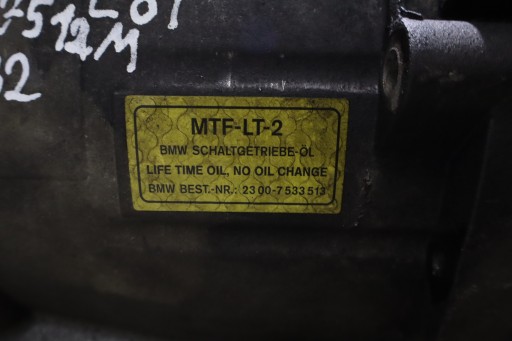 7512M
MTF-LT-2
BMW SCHALTGETRIEBE-ÖL
LIFE TIME OIL, NO OIL CHANGE
BMW BEST.-NR.: 23 00-7 533 513